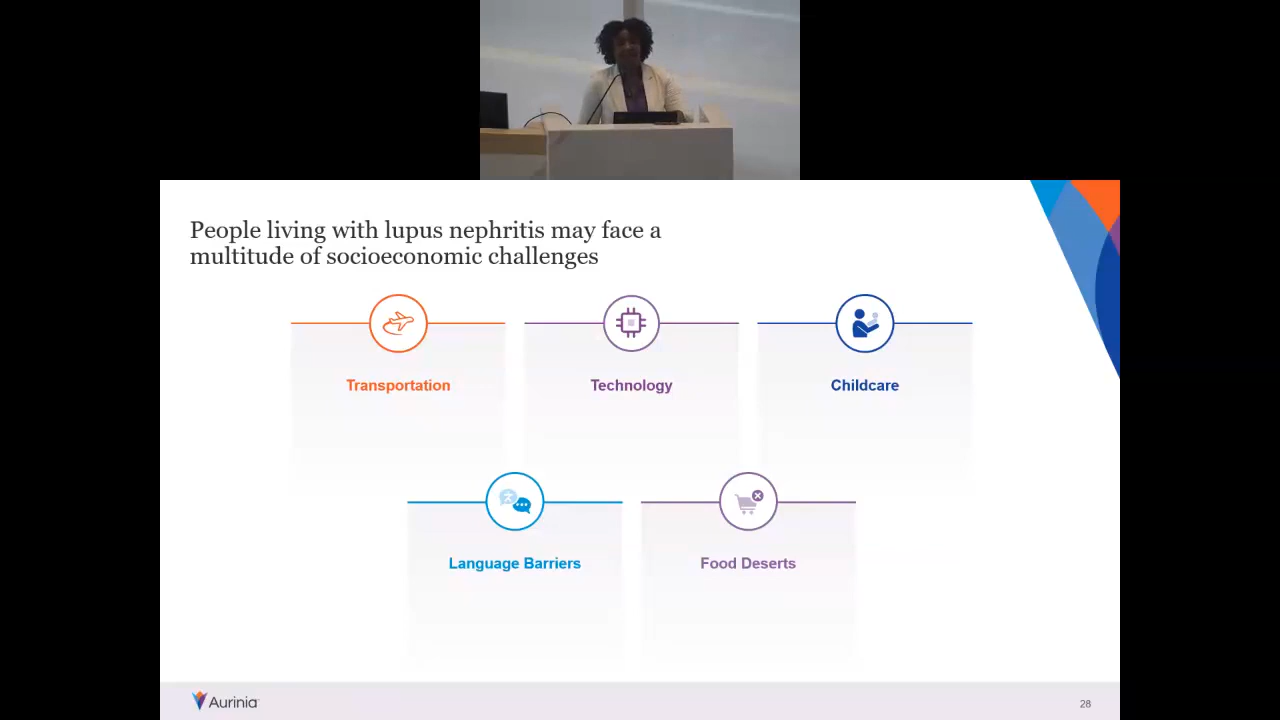 People living with lupus nephritis may face a
multitude of socioeconomic challenges
Transportation
Technology
Childcare
Language Barriers
Food Deserts
Aurinia
28